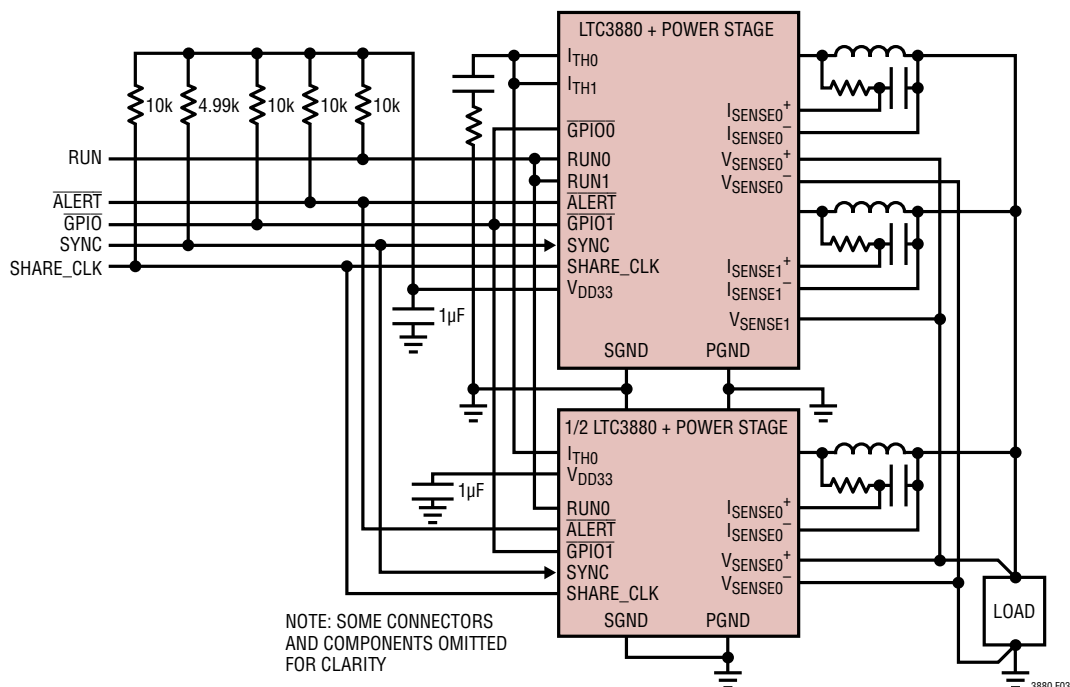 LTC3880 + POWER STAGE
10k
4.99k
10k
10k
10k
RUN
ALERT
GPIO
SYNC
SHARE_CLK
1µF
ITH0
ITH1
GPIO0
RUN0
RUN1
ALERT
GPIO1
SYNC
SHARE_CLK
VDD33
ISENSE0+
ISENSE0–
VSENSE0+
VSENSE0–
ISENSE1+
ISENSE1–
VSENSE1
SGND PGND
1/2 LTC3880 + POWER STAGE
1µF
ITH0
VDD33
RUN0
ALERT
GPIO1
SYNC
SHARE_CLK
ISENSE0+
ISENSE0–
VSENSE0+
VSENSE0–
SGND PGND
LOAD
NOTE: SOME CONNECTORS
AND COMPONENTS OMITTED
FOR CLARITY
3880 F03